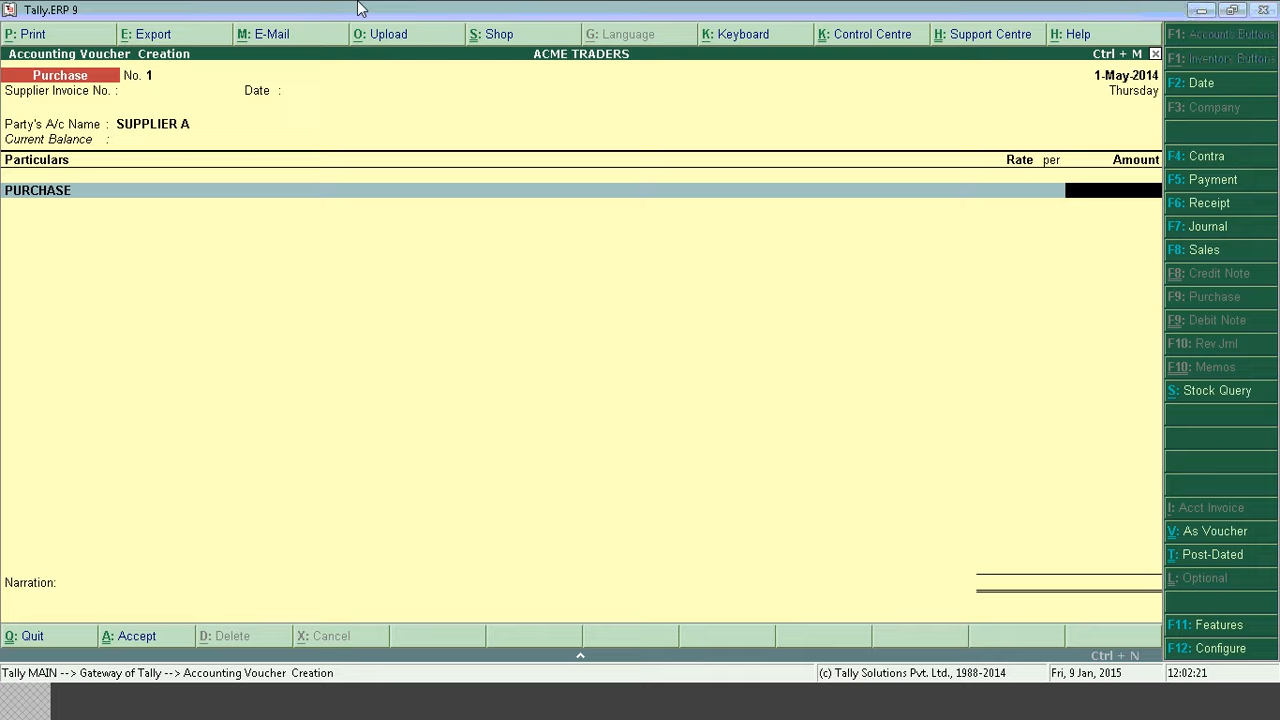 Tally.ERP 9
P: Print E: Export M: E-Mail O: Upload S: Shop G: Language K: Keyboard K: Control Centre H: Support Centre H: Help
Accounting Voucher Creation ACME TRADERS Ctrl + M
Purchase No. 1 1-May-2014
Supplier Invoice No. : Date : Thursday
Party's A/c Name : SUPPLIER A
Current Balance :
Particulars Rate per Amount
PURCHASE
Narration:
F1: Accounts Buttons
F1: Inventory Buttons
F2: Date
F3: Company
F4: Contra
F5: Payment
F6: Receipt
F7: Journal
F8: Sales
F8: Credit Note
F9: Purchase
F9: Debit Note
F10: Rev Jrnl
F10: Memos
S: Stock Query
I: Acct Invoice
V: As Voucher
T: Post-Dated
L: Optional
F11: Features
F12: Configure
Q: Quit A: Accept D: Delete X: Cancel
Ctrl + N
Tally MAIN --> Gateway of Tally --> Accounting Voucher Creation (c) Tally Solutions Pvt. Ltd., 1988-2014 Fri, 9 Jan, 2015 12:02:21